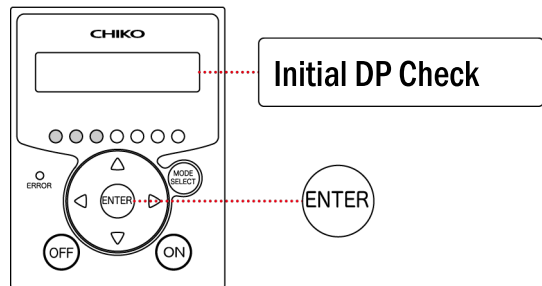 CHIKO
Initial DP Check
ERROR
MODE
SELECT
ENTER
ENTER
OFF
ON